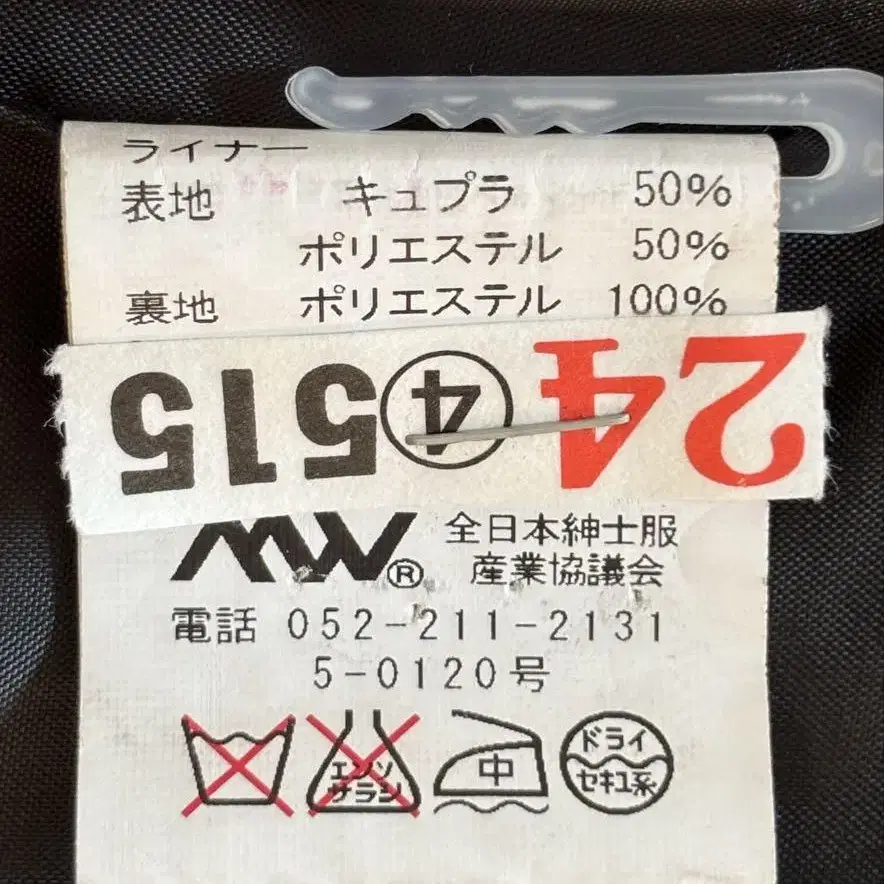 ライナー
表地 キュプラ 50%
ポリエステル 50%
裏地 ポリエステル 100%
24 ④ 515
MW® 全日本紳士服
産業協議会
電話 052-211-2131
5-0120号
エンソ
サラシ
中
ドライ
セキユ系